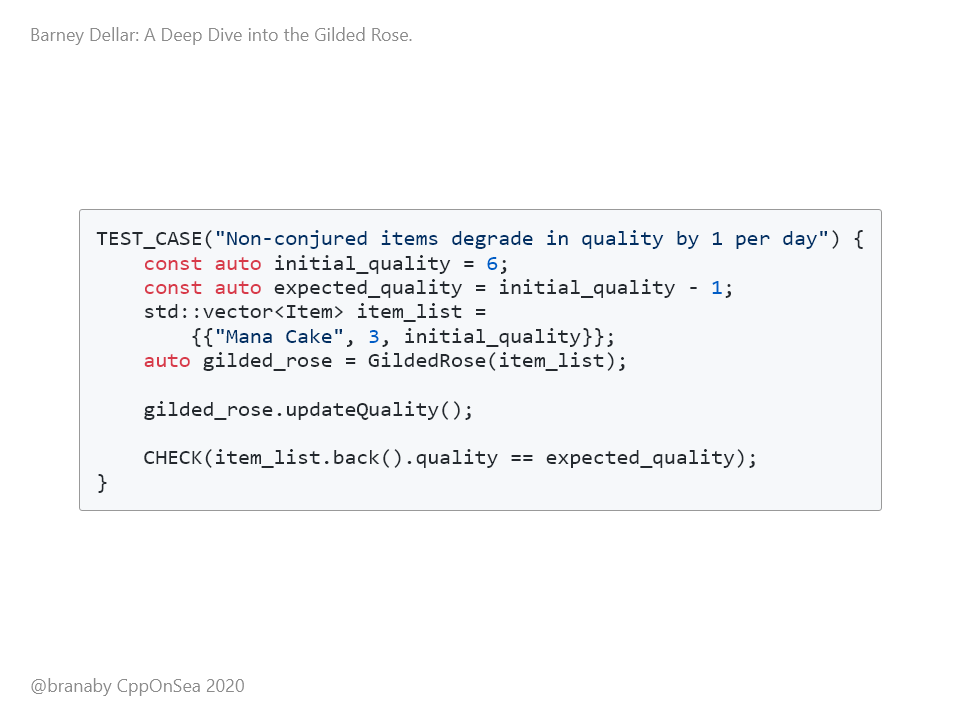 Barney Dellar: A Deep Dive into the Gilded Rose.
TEST_CASE("Non-conjured items degrade in quality by 1 per day") {
    const auto initial_quality = 6;
    const auto expected_quality = initial_quality - 1;
    std::vector<Item> item_list =
        {{"Mana Cake", 3, initial_quality}};
    auto gilded_rose = GildedRose(item_list);
    gilded_rose.updateQuality();
    CHECK(item_list.back().quality == expected_quality);
}
@branaby CppOnSea 2020